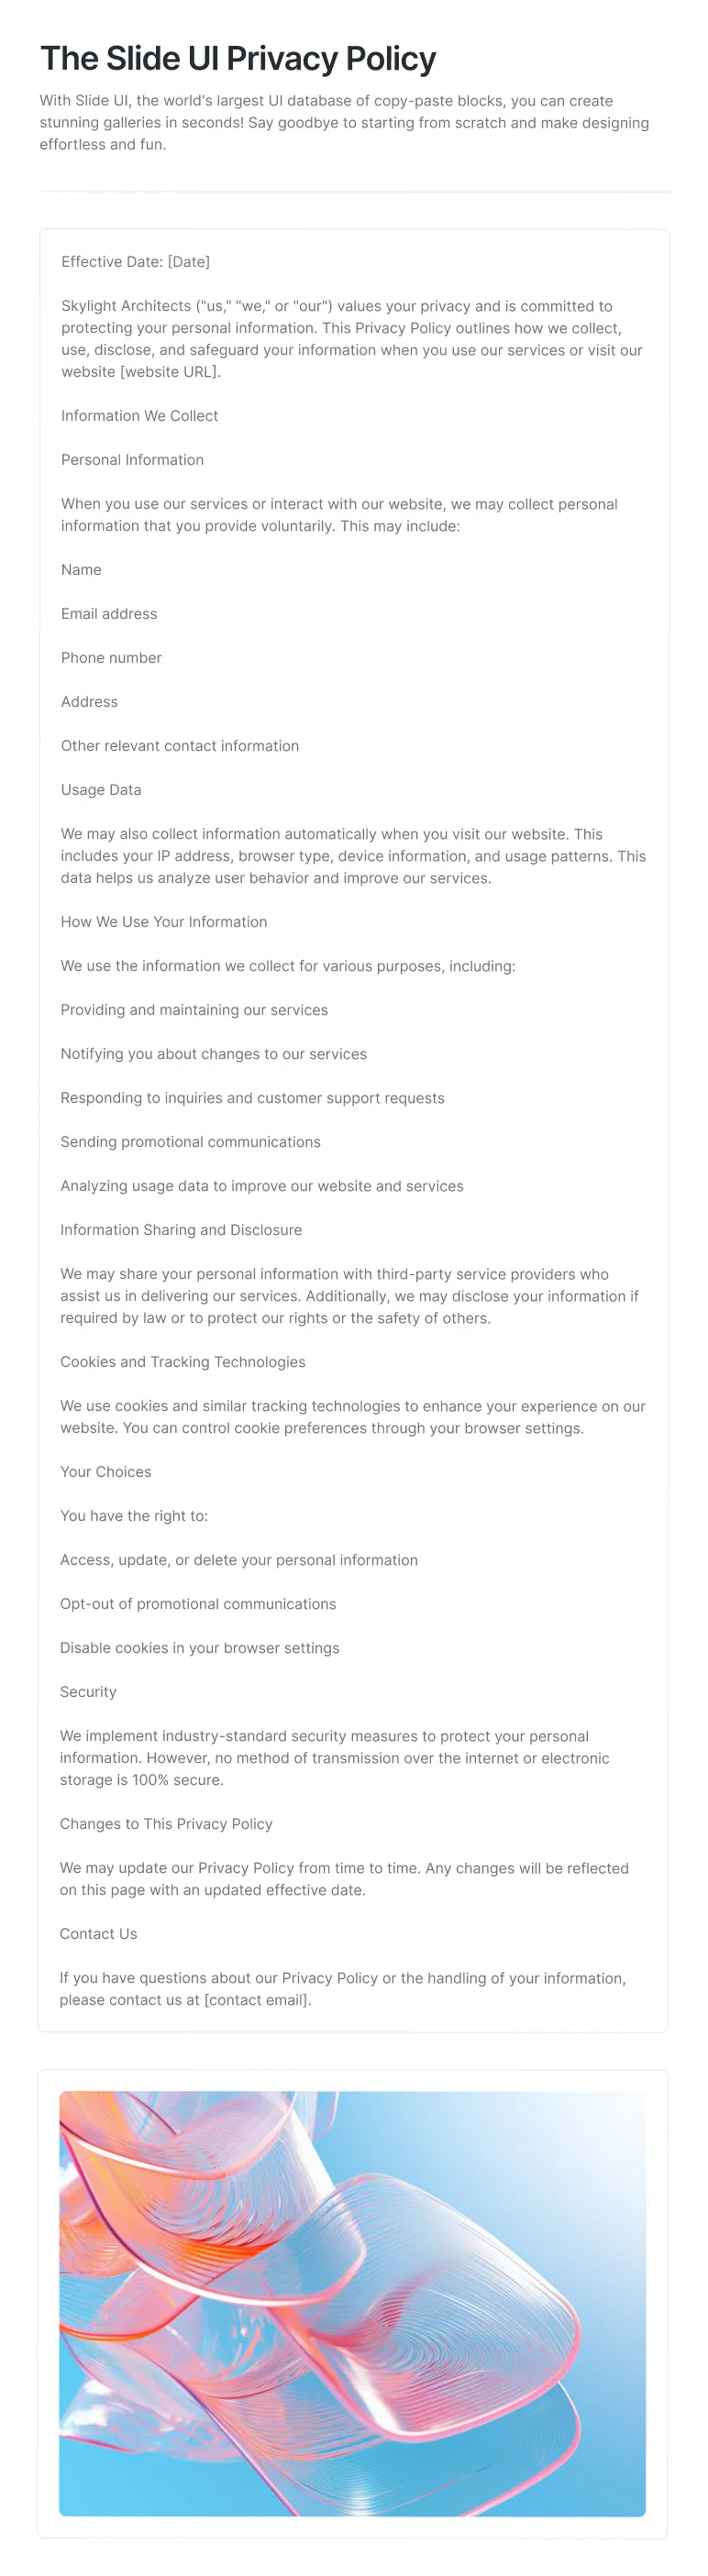 The Slide UI Privacy Policy
With Slide UI, the world's largest UI database of copy-paste blocks, you can create
stunning galleries in seconds! Say goodbye to starting from scratch and make designing
effortless and fun.
Effective Date: [Date]
Skylight Architects ("us," "we," or "our") values your privacy and is committed to
protecting your personal information. This Privacy Policy outlines how we collect,
use, disclose, and safeguard your information when you use our services or visit our
website [website URL].
Information We Collect
Personal Information
When you use our services or interact with our website, we may collect personal
information that you provide voluntarily. This may include:
Name
Email address
Phone number
Address
Other relevant contact information
Usage Data
We may also collect information automatically when you visit our website. This
includes your IP address, browser type, device information, and usage patterns. This
data helps us analyze user behavior and improve our services.
How We Use Your Information
We use the information we collect for various purposes, including:
Providing and maintaining our services
Notifying you about changes to our services
Responding to inquiries and customer support requests
Sending promotional communications
Analyzing usage data to improve our website and services
Information Sharing and Disclosure
We may share your personal information with third-party service providers who
assist us in delivering our services. Additionally, we may disclose your information if
required by law or to protect our rights or the safety of others.
Cookies and Tracking Technologies
We use cookies and similar tracking technologies to enhance your experience on our
website. You can control cookie preferences through your browser settings.
Your Choices
You have the right to:
Access, update, or delete your personal information
Opt-out of promotional communications
Disable cookies in your browser settings
Security
We implement industry-standard security measures to protect your personal
information. However, no method of transmission over the internet or electronic
storage is 100% secure.
Changes to This Privacy Policy
We may update our Privacy Policy from time to time. Any changes will be reflected
on this page with an updated effective date.
Contact Us
If you have questions about our Privacy Policy or the handling of your information,
please contact us at [contact email].